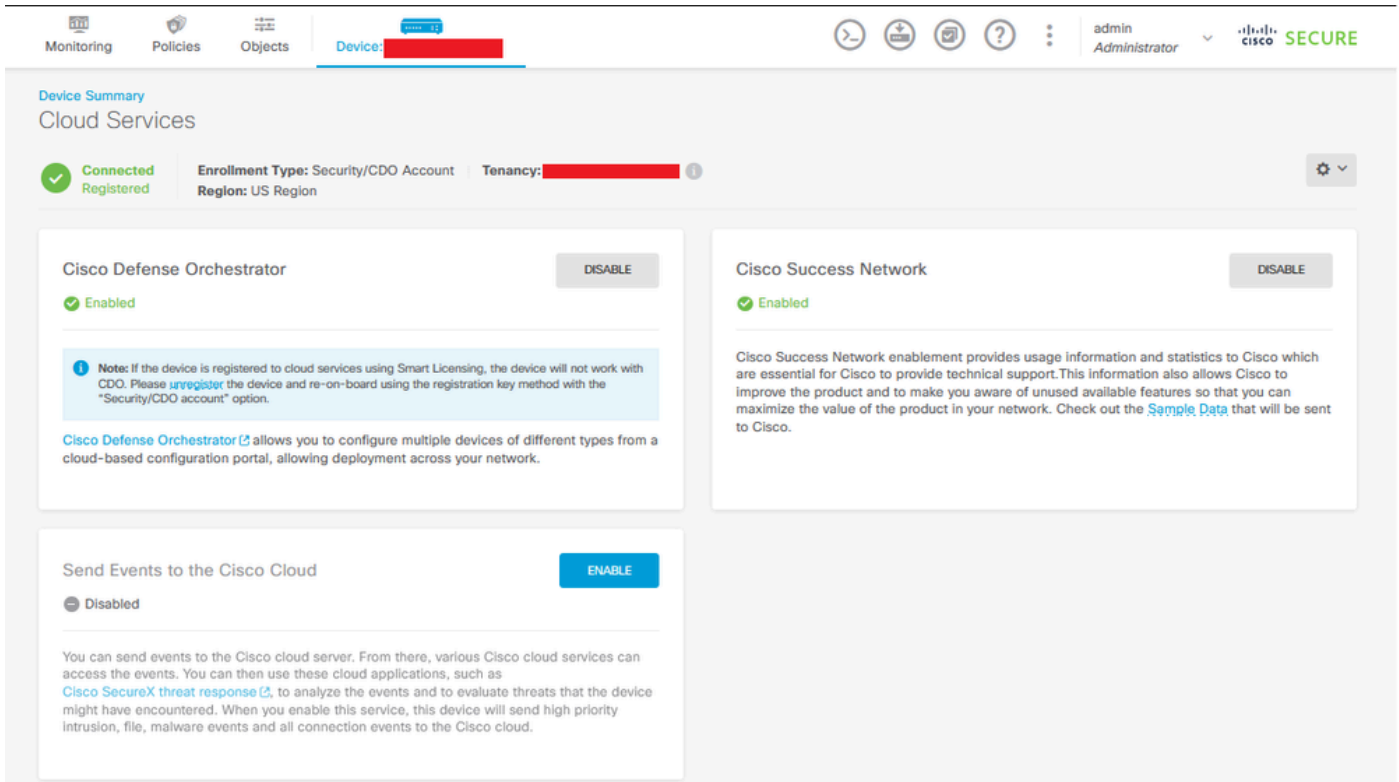 Monitoring
Policies
Objects
Device:
admin
Administrator
cisco SECURE
Device Summary
Cloud Services
Connected
Registered
Enrollment Type: Security/CDO Account
Tenancy:
Region: US Region
Cisco Defense Orchestrator
DISABLE
Enabled
Note: If the device is registered to cloud services using Smart Licensing, the device will not work with
CDO. Please unregister the device and re-on-board using the registration key method with the
"Security/CDO account" option.
Cisco Defense Orchestrator allows you to configure multiple devices of different types from a
cloud-based configuration portal, allowing deployment across your network.
Cisco Success Network
DISABLE
Enabled
Cisco Success Network enablement provides usage information and statistics to Cisco which
are essential for Cisco to provide technical support.This information also allows Cisco to
improve the product and to make you aware of unused available features so that you can
maximize the value of the product in your network. Check out the Sample Data that will be sent
to Cisco.
Send Events to the Cisco Cloud
ENABLE
Disabled
You can send events to the Cisco cloud server. From there, various Cisco cloud services can
access the events. You can then use these cloud applications, such as
Cisco SecureX threat response, to analyze the events and to evaluate threats that the device
might have encountered. When you enable this service, this device will send high priority
intrusion, file, malware events and all connection events to the Cisco cloud.